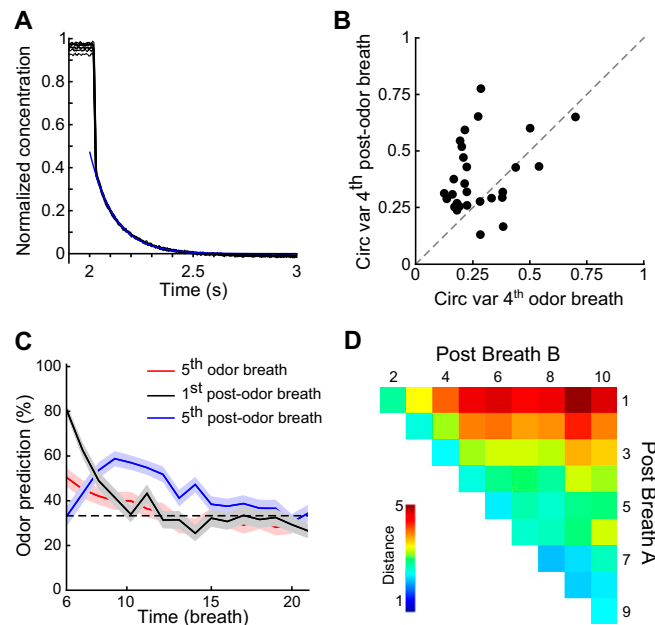 A
Normalized concentration
1
0.8
0.6
0.4
0.2
0
2
2.5
3
Time (s)
B
Circ var 4th post-odor breath
1
0.75
0.5
0.25
0
0
0.25
0.5
0.75
1
Circ var 4th odor breath
C
Odor prediction (%)
100
80
60
40
20
0
6
10
15
20
Time (breath)
5th odor breath
1st post-odor breath
5th post-odor breath
D
Post Breath B
2 4 6 8 10
1
3
5
7
9
Post Breath A
5
Distance
1